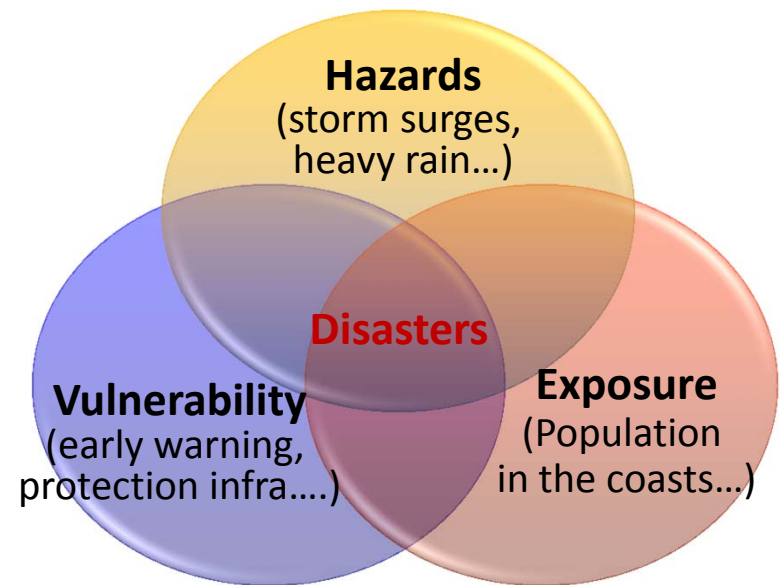 Hazards
(storm surges,
heavy rain…)
Disasters
Vulnerability
(early warning,
protection infra….)
Exposure
(Population
in the coasts…)